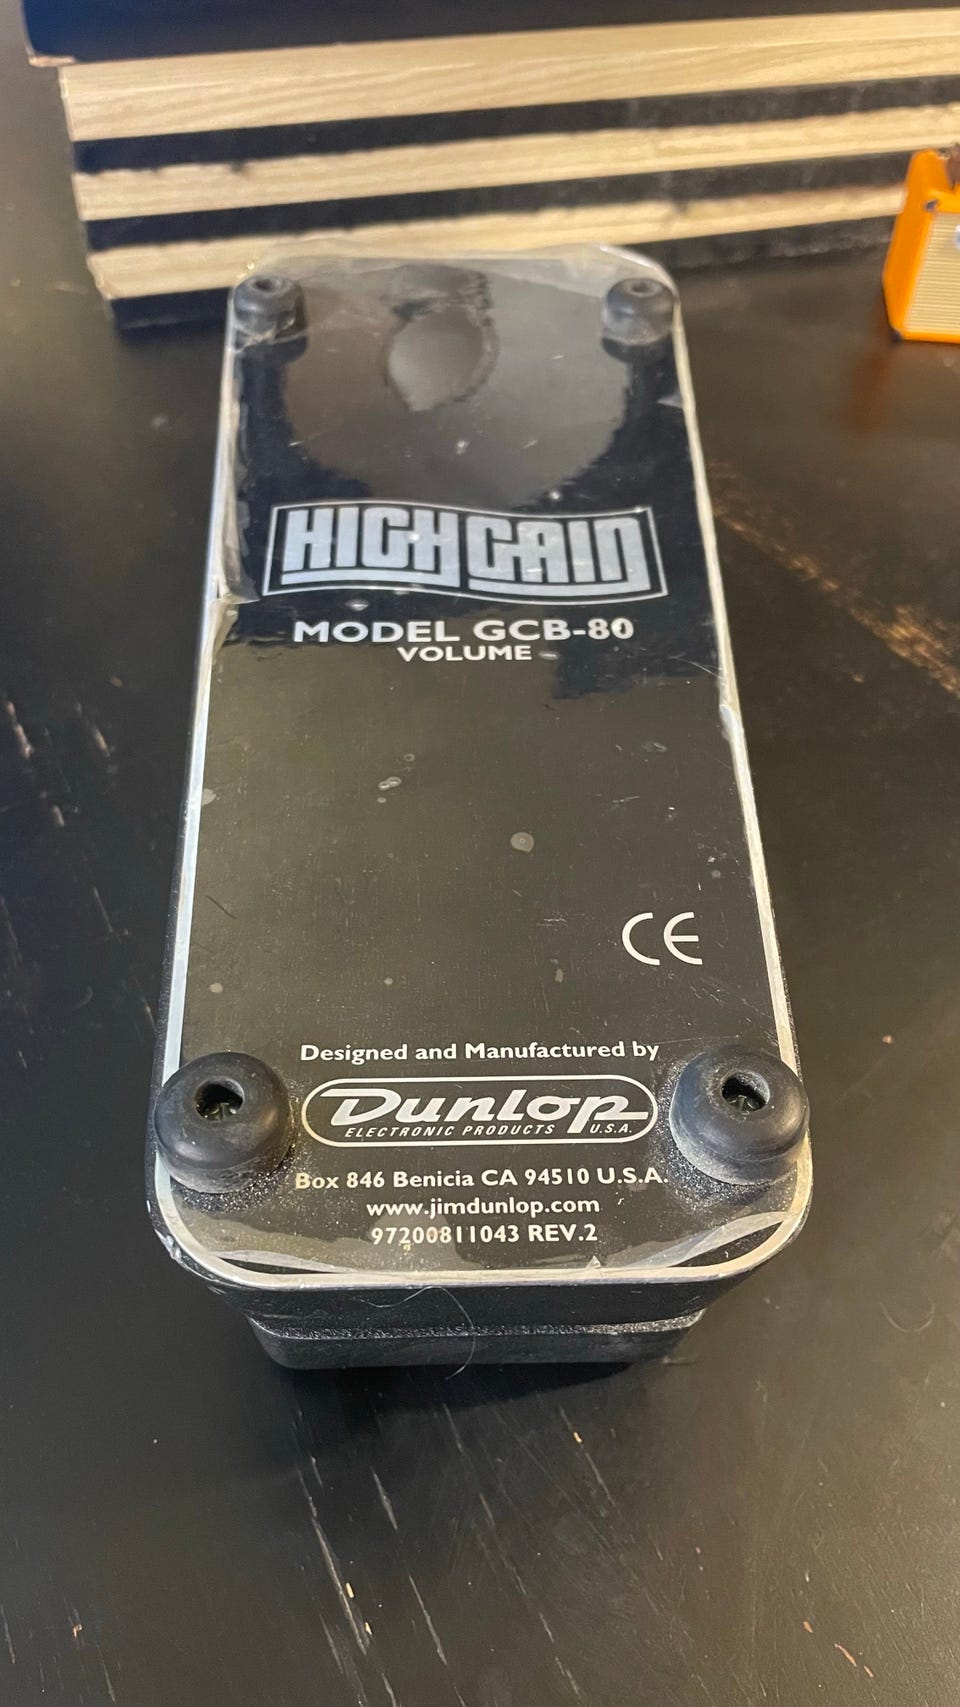 HIGH GAIN
MODEL GCB-80
VOLUME
CE
Designed and Manufactured by
Dunlop
ELECTRONIC PRODUCTS U.S.A.
Box 846 Benicia CA 94510 U.S.A.
www.jimdunlop.com
97200811043 REV.2